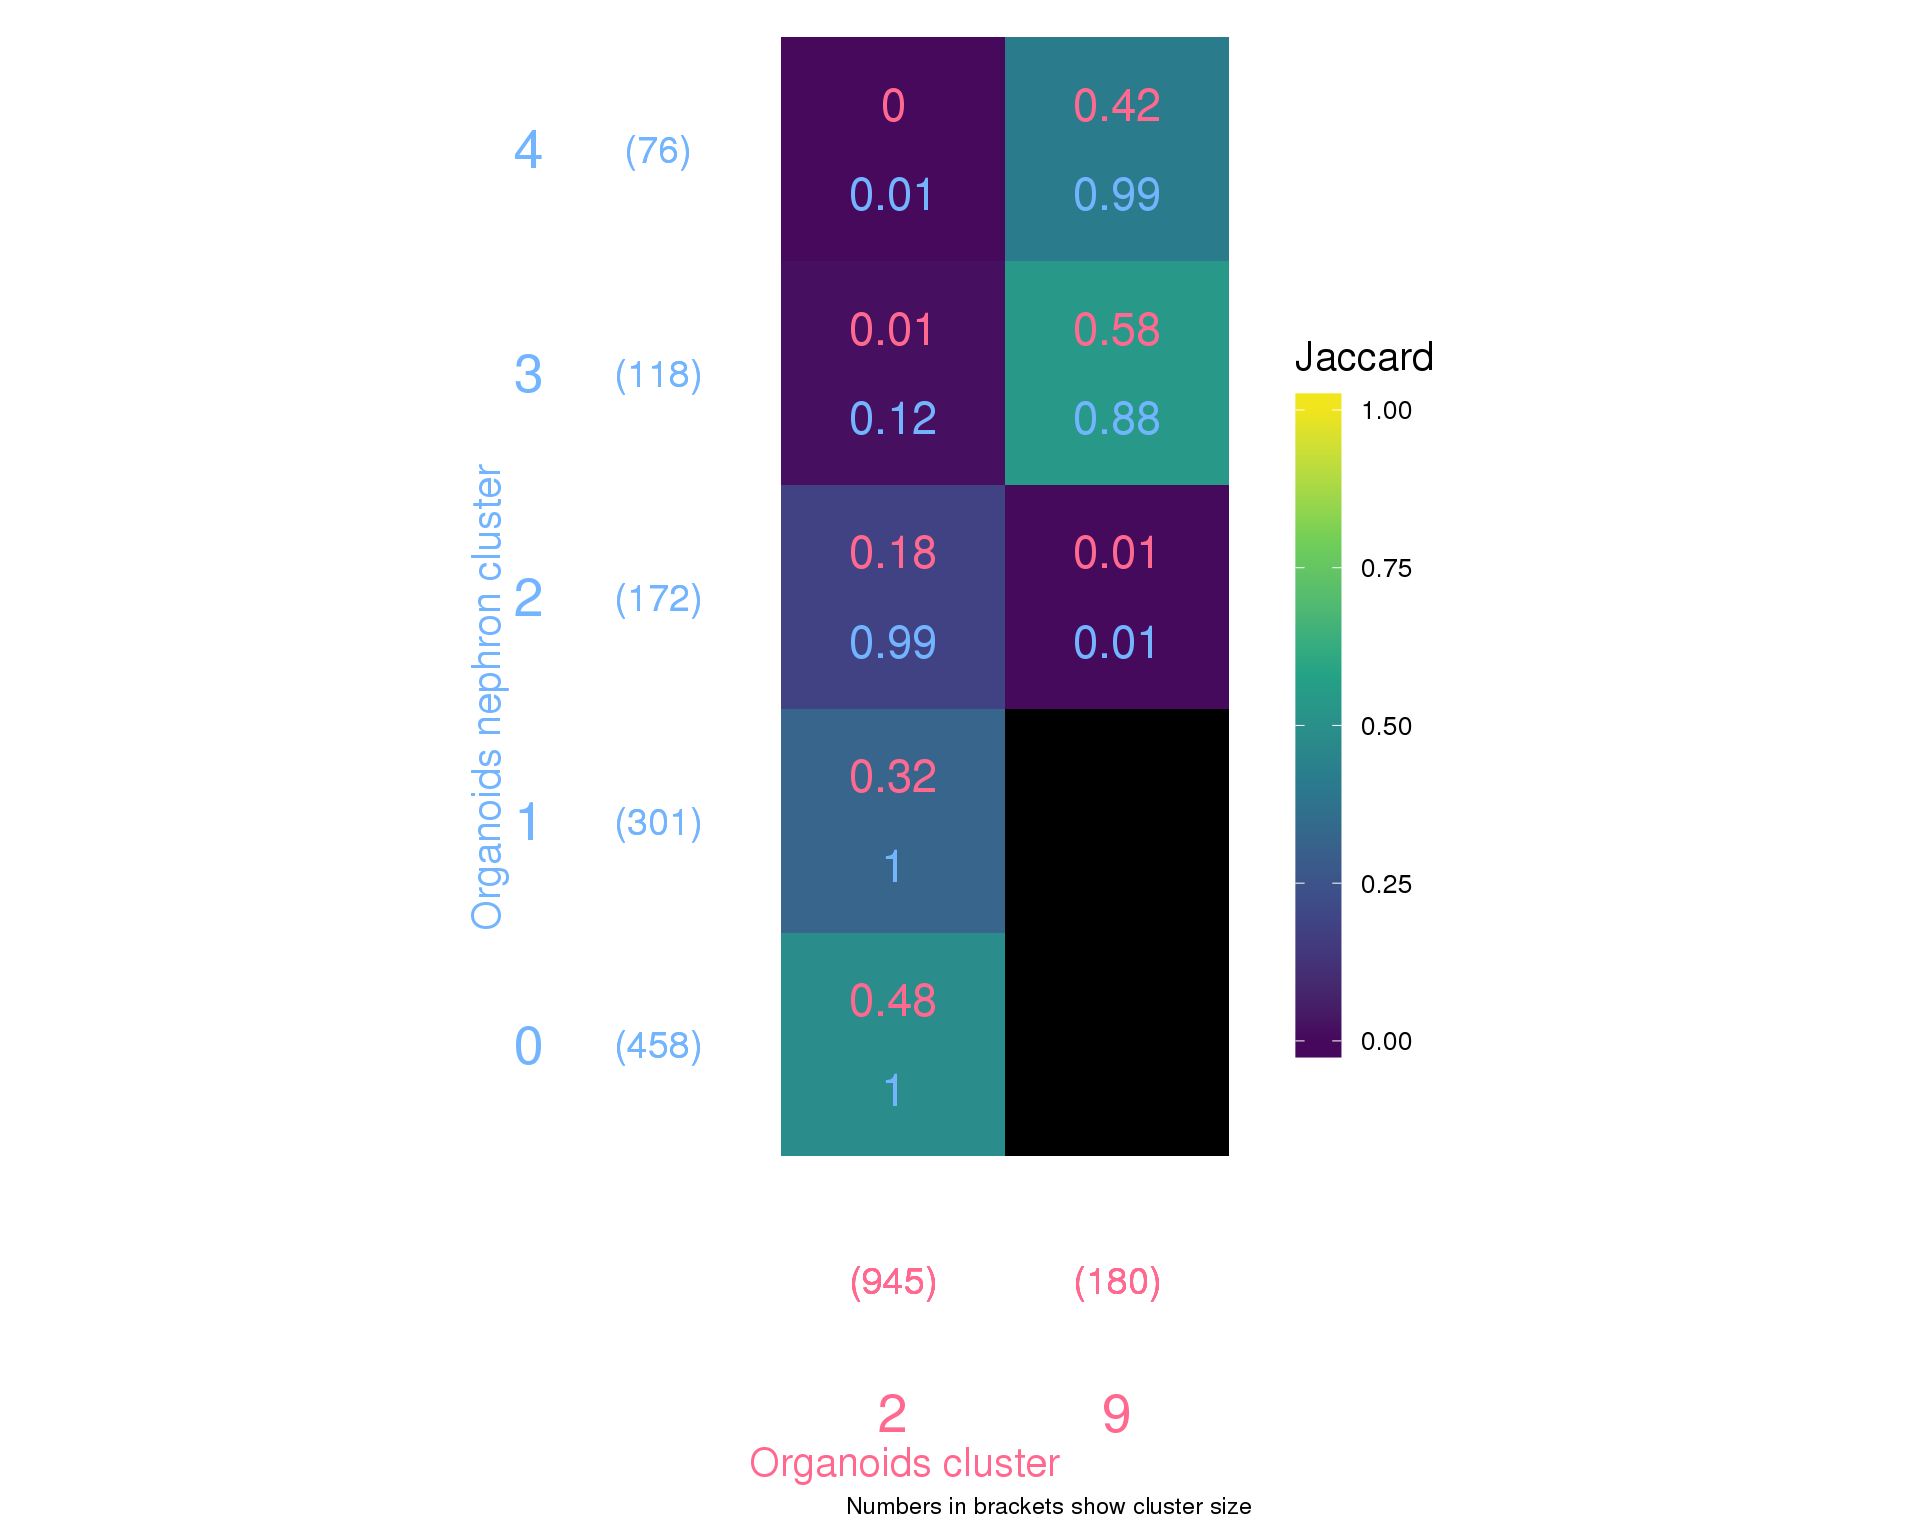 4 (76) 0 0.42
0.01 0.99
3 (118) 0.01 0.58
0.12 0.88
2 (172) 0.18 0.01
0.99 0.01
1 (301) 0.32
1
0 (458) 0.48
1
Organoids nephron cluster
Jaccard
1.00
0.75
0.50
0.25
0.00
(945) (180)
2 9
Organoids cluster
Numbers in brackets show cluster size